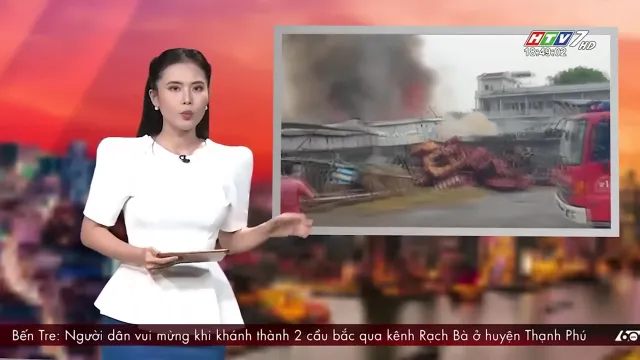 HTV7 HD
18:49:02
Bến Tre: Người dân vui mừng khi khánh thành 2 cầu bắc qua kênh Rạch Bà ở huyện Thạnh Phú